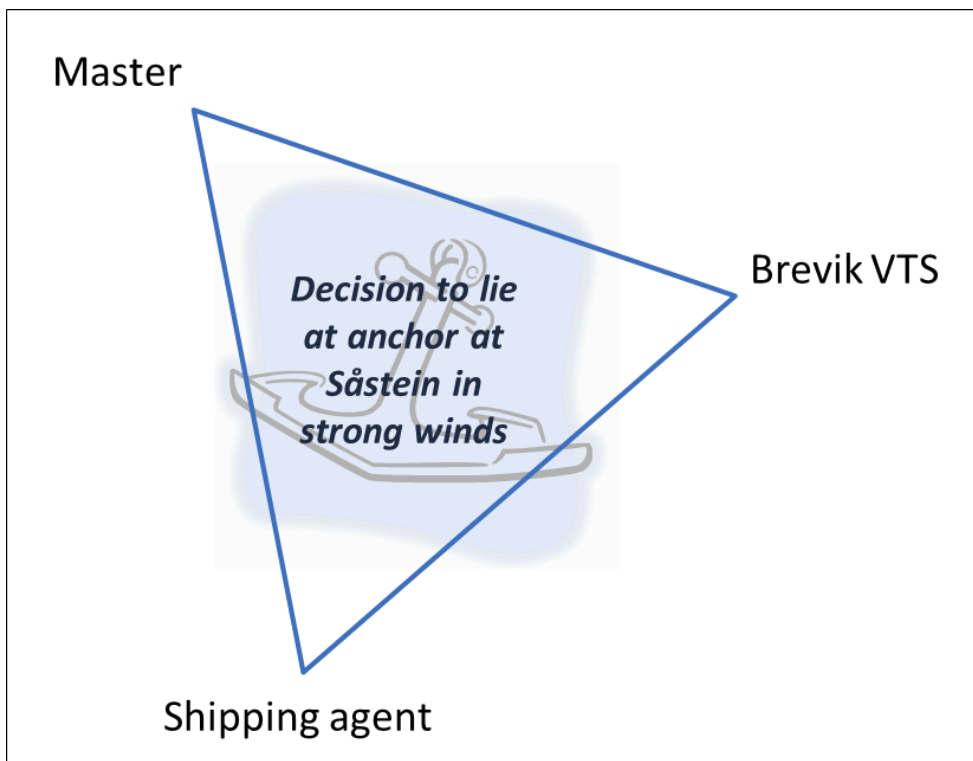 Master
Brevik VTS
Decision to lie
at anchor at
Såstein in
strong winds
Shipping agent